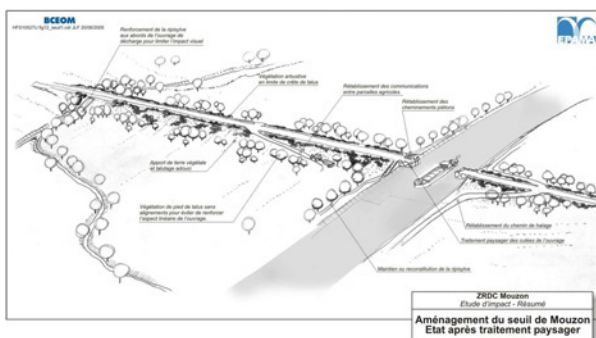 BCEOM
EPAMA
Renforcement de la ripisylve
aux abords de l'ouvrage de
décharge pour limiter l'impact visuel
Végétation arbustive
en limite de crête de talus
Rétablissement des communications
entre parcelles agricoles
Rétablissement des
cheminements piétons
Apport de terre végétale
et talutage adouci
Végétation de pied de talus sans
alignements pour éviter de renforcer
l'aspect linéaire de l'ouvrage.
Rétablissement du chemin de halage
Traitement paysager des culées de l'ouvrage
Maintien ou reconstitution de la ripisylve
ZRDC Mouzon
Etude d'impact - Résumé
Aménagement du seuil de Mouzon
Etat après traitement paysager